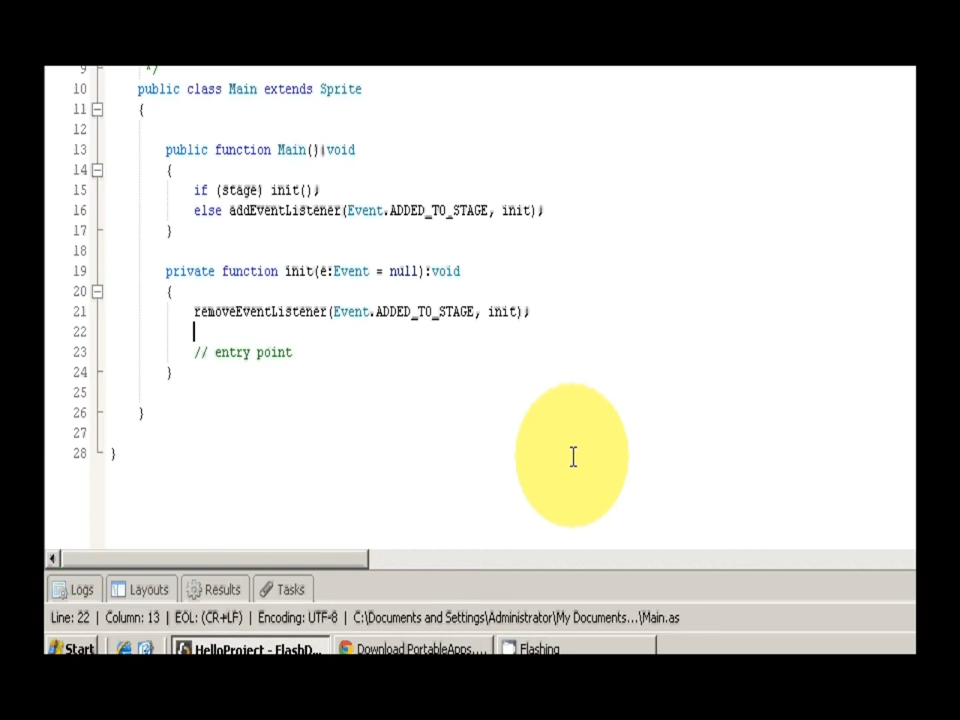 9 */
10 public class Main extends Sprite
11 {
12
13 public function Main():void
14 {
15 if (stage) init();
16 else addEventListener(Event.ADDED_TO_STAGE, init);
17 }
18
19 private function init(e:Event = null):void
20 {
21 removeEventListener(Event.ADDED_TO_STAGE, init);
22
23 // entry point
24 }
25
26 }
27
28 }
Logs Layouts Results Tasks
Line: 22 | Column: 13 | EOL: (CR+LF) | Encoding: UTF-8 | C:\Documents and Settings\Administrator\My Documents...\Main.as
Start HelloProject - FlashD... Download PortableApps.... Flashing